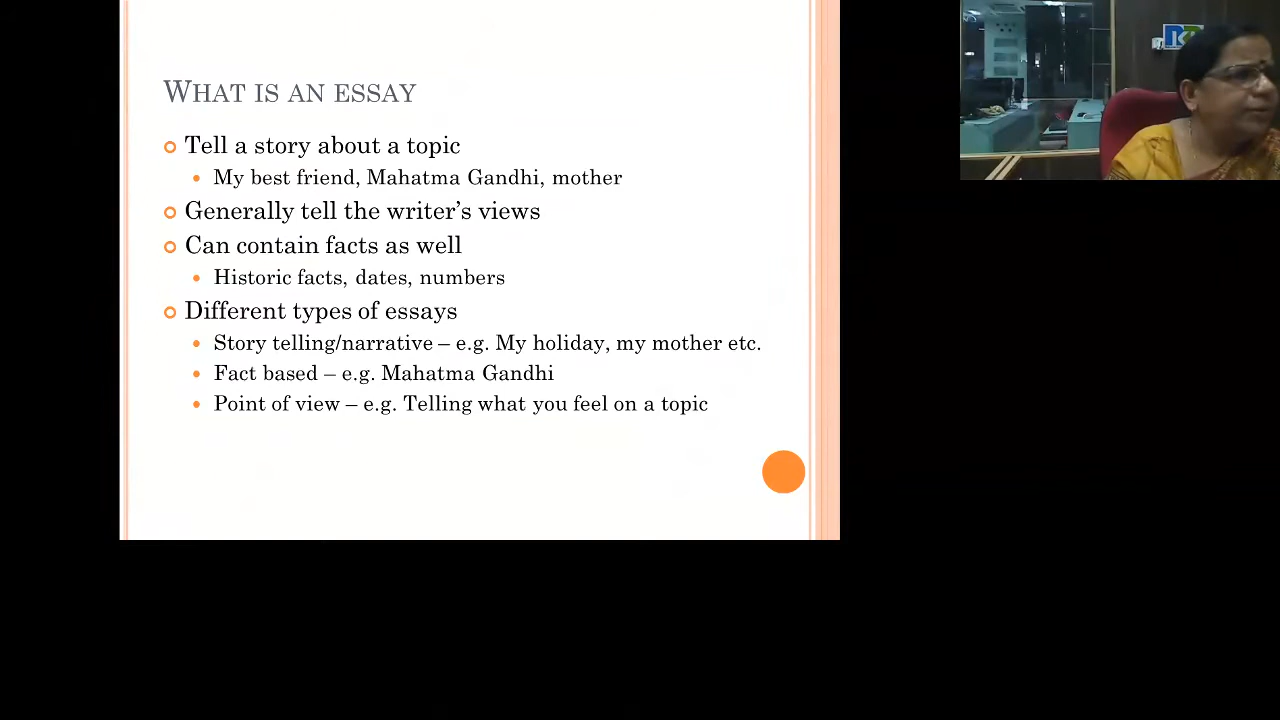 WHAT IS AN ESSAY
Tell a story about a topic
My best friend, Mahatma Gandhi, mother
Generally tell the writer’s views
Can contain facts as well
Historic facts, dates, numbers
Different types of essays
Story telling/narrative – e.g. My holiday, my mother etc.
Fact based – e.g. Mahatma Gandhi
Point of view – e.g. Telling what you feel on a topic